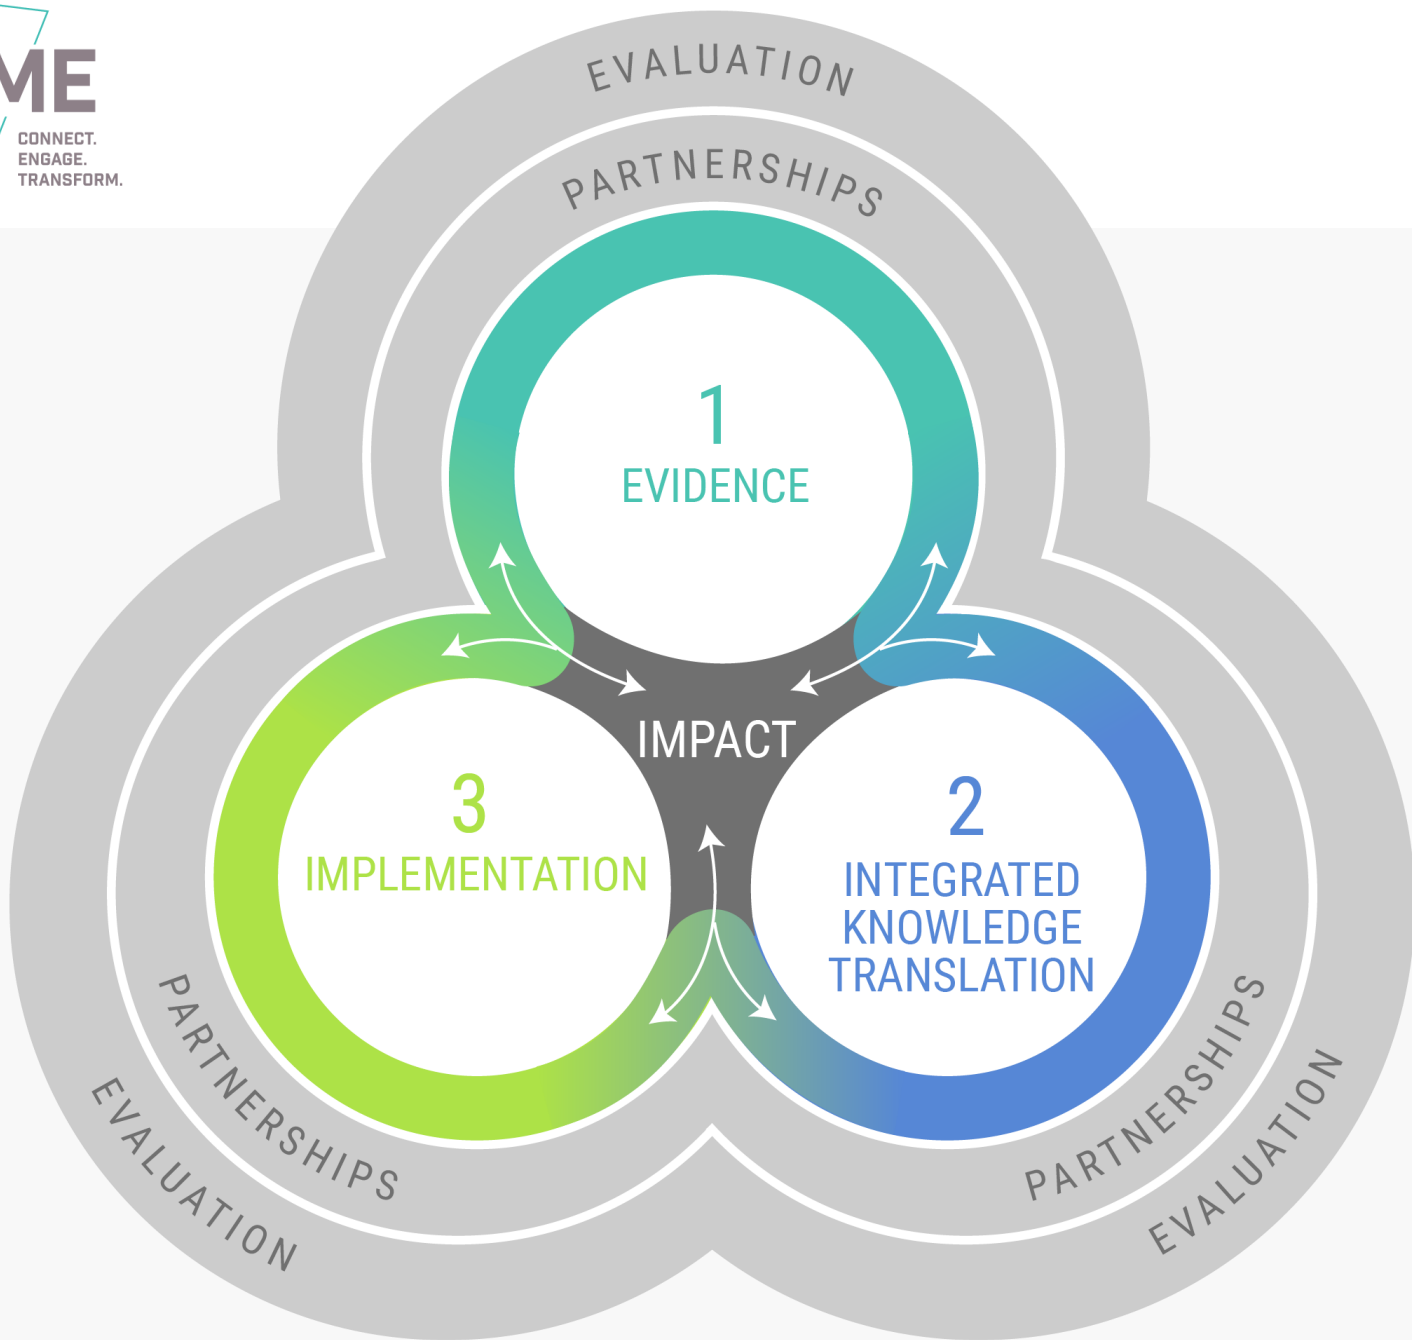 ME
CONNECT.
ENGAGE.
TRANSFORM.
EVALUATION
PARTNERSHIPS
1
EVIDENCE
IMPACT
3
IMPLEMENTATION
2
INTEGRATED
KNOWLEDGE
TRANSLATION
PARTNERSHIPS
EVALUATION
PARTNERSHIPS
EVALUATION